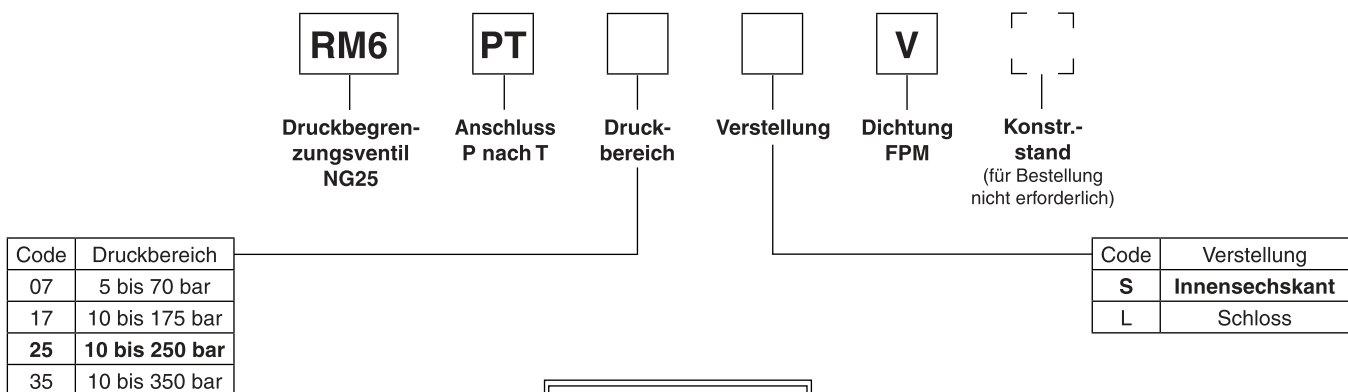 RM6 PT V
Druckbegren-
zungsventil
NG25
Anschluss
P nach T
Druck-
bereich
Verstellung
Dichtung
FPM
Konstr.-
stand
(für Bestellung
nicht erforderlich)
Code Druckbereich
07 5 bis 70 bar
17 10 bis 175 bar
25 10 bis 250 bar
35 10 bis 350 bar
Code Verstellung
S Innensechskant
L Schloss